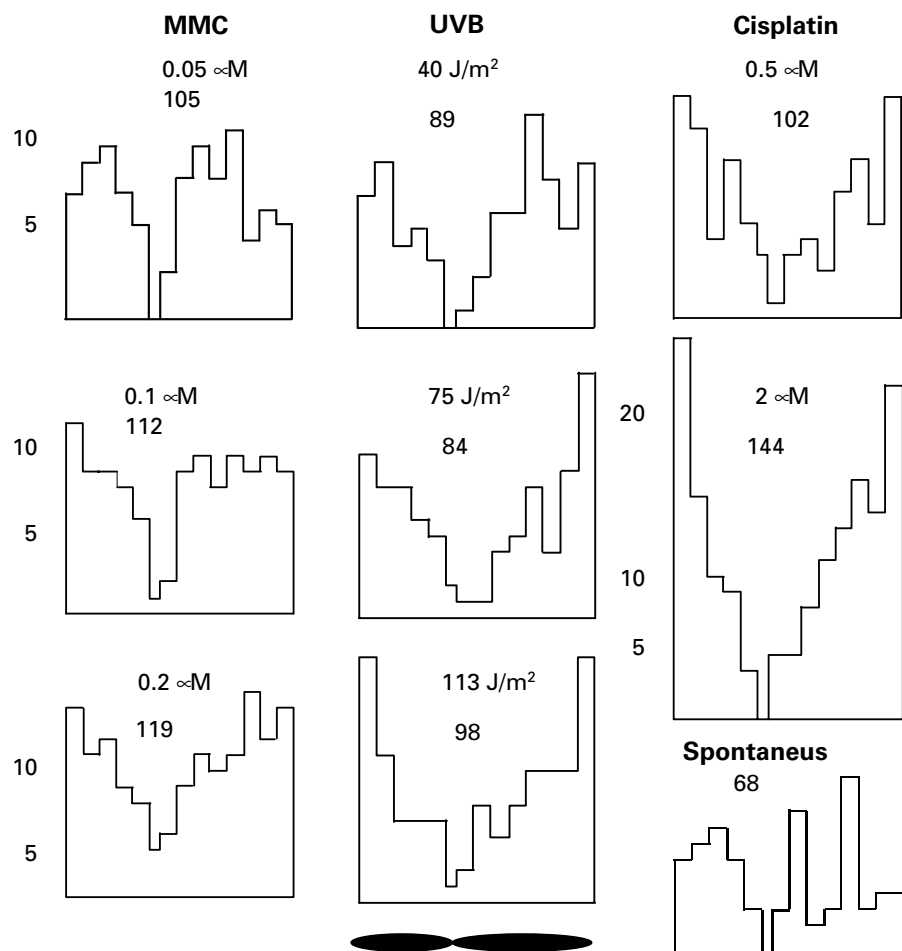 MMC
UVB
Cisplatin
0.05 ∝M
105
40 J/m²
89
0.5 ∝M
102
10
5
0.1 ∝M
112
75 J/m²
84
2 ∝M
144
10
5
20
10
5
0.2 ∝M
119
113 J/m²
98
10
5
Spontaneus
68